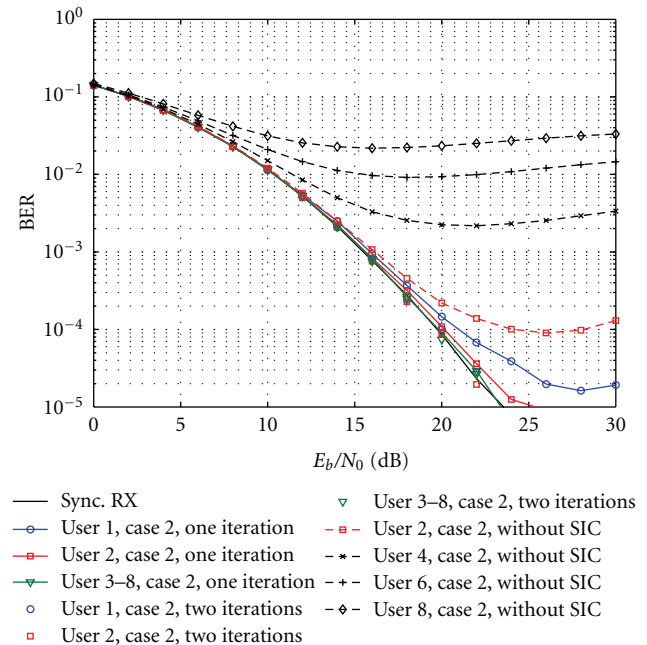 10^0
10^-1
10^-2
10^-3
10^-4
10^-5
BER
0 5 10 15 20 25 30
E_b/N_0 (dB)
Sync. RX
User 1, case 2, one iteration
User 2, case 2, one iteration
User 3–8, case 2, one iteration
User 1, case 2, two iterations
User 2, case 2, two iterations
User 3–8, case 2, two iterations
User 2, case 2, without SIC
User 4, case 2, without SIC
User 6, case 2, without SIC
User 8, case 2, without SIC